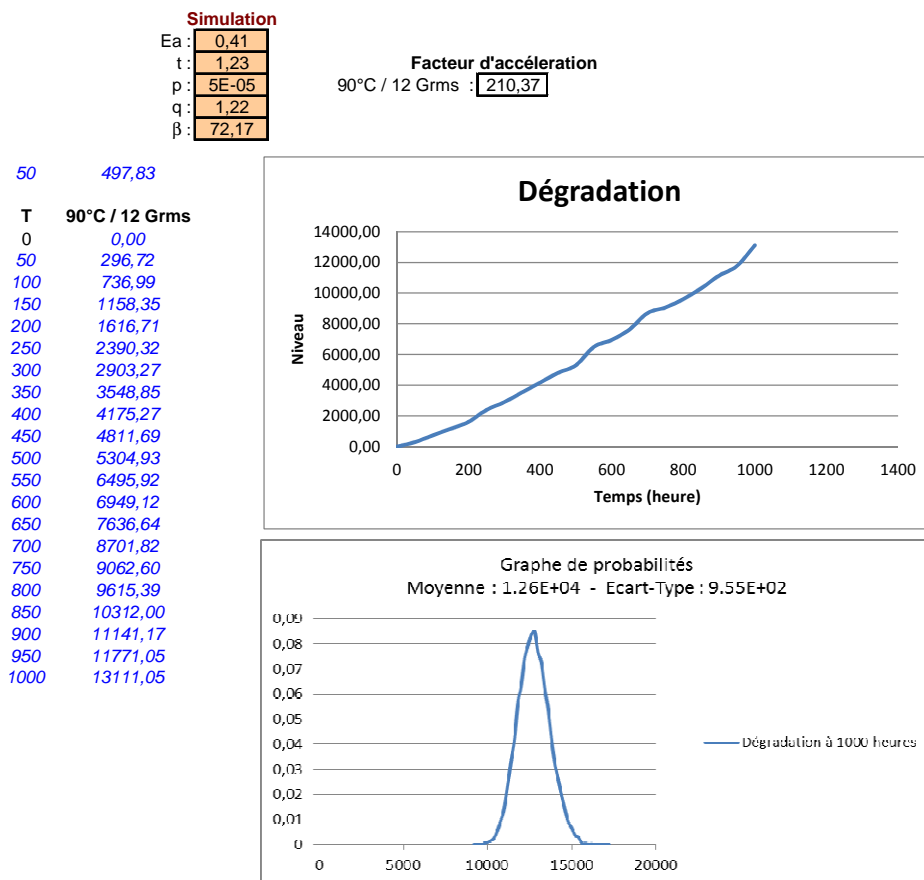 Simulation
Ea : 0,41
t : 1,23
p : 5E-05
q : 1,22
β : 72,17
Facteur d'accéleration
90°C / 12 Grms : 210,37
50 497,83
T 90°C / 12 Grms
0 0,00
50 296,72
100 736,99
150 1158,35
200 1616,71
250 2390,32
300 2903,27
350 3548,85
400 4175,27
450 4811,69
500 5304,93
550 6495,92
600 6949,12
650 7636,64
700 8701,82
750 9062,60
800 9615,39
850 10312,00
900 11141,17
950 11771,05
1000 13111,05
Dégradation
14000,00
12000,00
10000,00
8000,00
6000,00
4000,00
2000,00
0,00
Niveau
0 200 400 600 800 1000 1200 1400
Temps (heure)
Graphe de probabilités
Moyenne : 1.26E+04 - Ecart-Type : 9.55E+02
0,09
0,08
0,07
0,06
0,05
0,04
0,03
0,02
0,01
0
0 5000 10000 15000 20000
Dégradation à 1000 heures